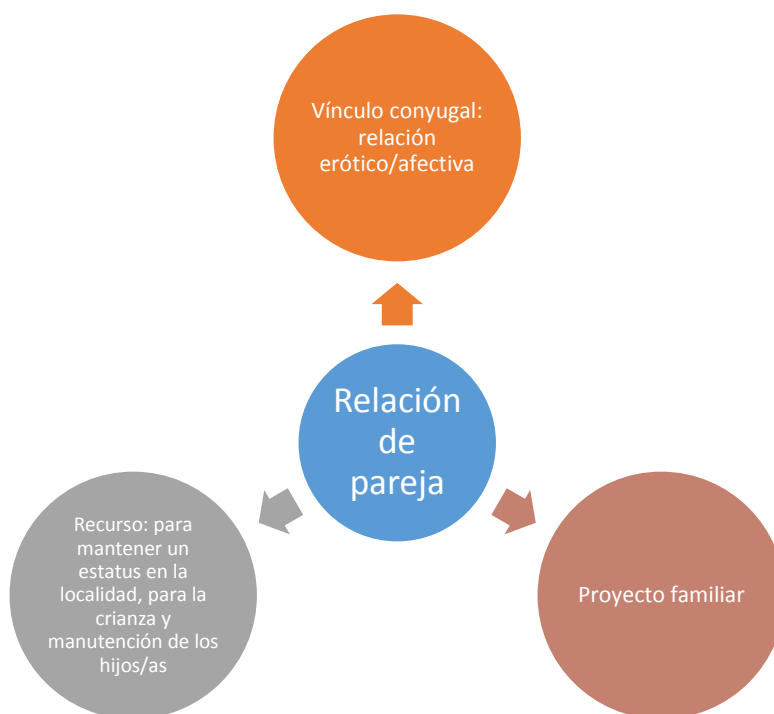 Vínculo conyugal:
relación
erótico/afectiva
Relación
de
pareja
Recurso: para
mantener un
estatus en la
localidad, para la
crianza y
manutención de los
hijos/as
Proyecto familiar